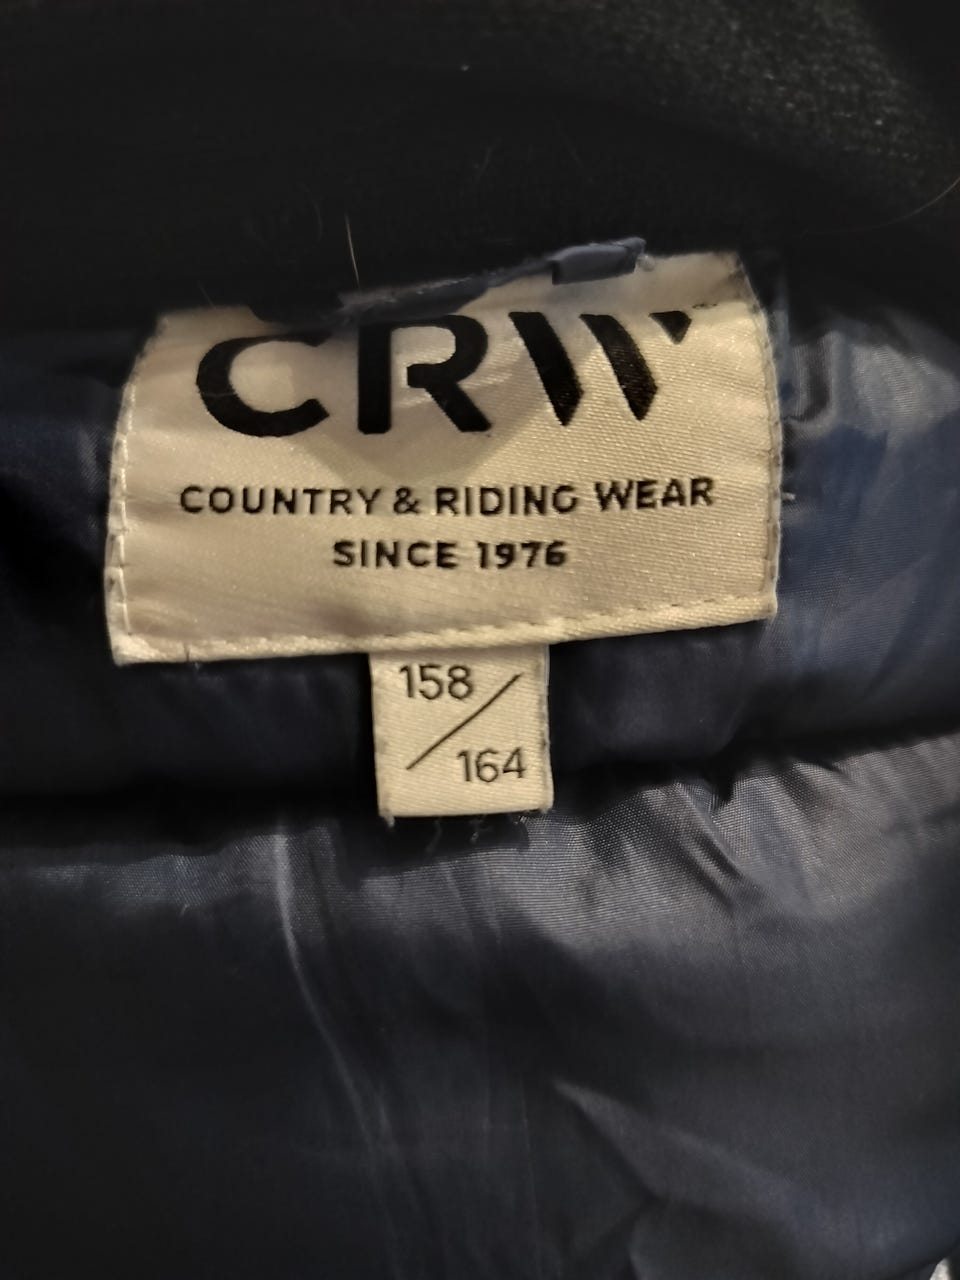 CRW
COUNTRY & RIDING WEAR
SINCE 1976
158
164